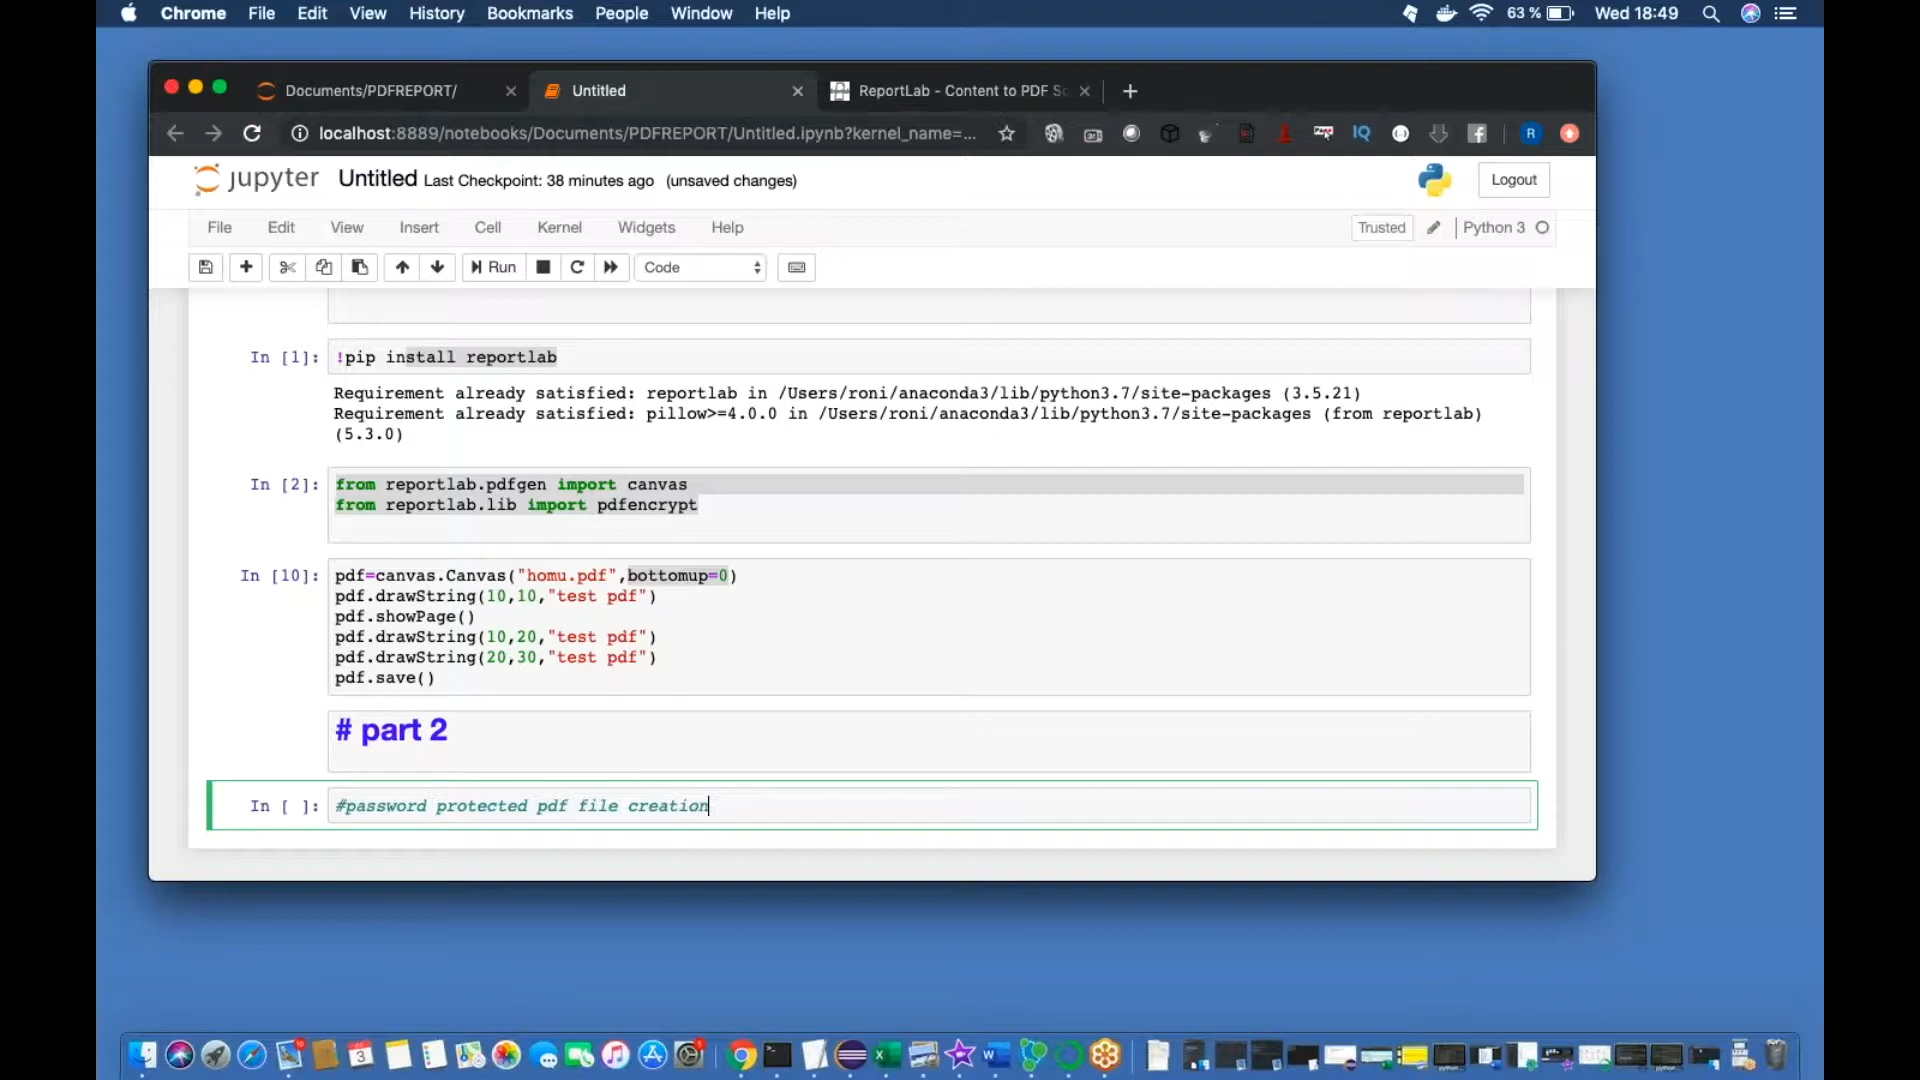 Chrome File Edit View History Bookmarks People Window Help 63 % Wed 18:49
Documents/PDFREPORT/ Untitled ReportLab - Content to PDF
localhost:8889/notebooks/Documents/PDFREPORT/Untitled.ipynb?kernel_name=...
IQ R
jupyter Untitled Last Checkpoint: 38 minutes ago (unsaved changes) Logout
File Edit View Insert Cell Kernel Widgets Help Trusted Python 3
Run Code
In [1]: !pip install reportlab
Requirement already satisfied: reportlab in /Users/roni/anaconda3/lib/python3.7/site-packages (3.5.21)
Requirement already satisfied: pillow>=4.0.0 in /Users/roni/anaconda3/lib/python3.7/site-packages (from reportlab)
(5.3.0)
In [2]: from reportlab.pdfgen import canvas
from reportlab.lib import pdfencrypt
In [10]: pdf=canvas.Canvas("homu.pdf",bottomup=0)
pdf.drawString(10,10,"test pdf")
pdf.showPage()
pdf.drawString(10,20,"test pdf")
pdf.drawString(20,30,"test pdf")
pdf.save()
# part 2
In [ ]: #password protected pdf file creation
3